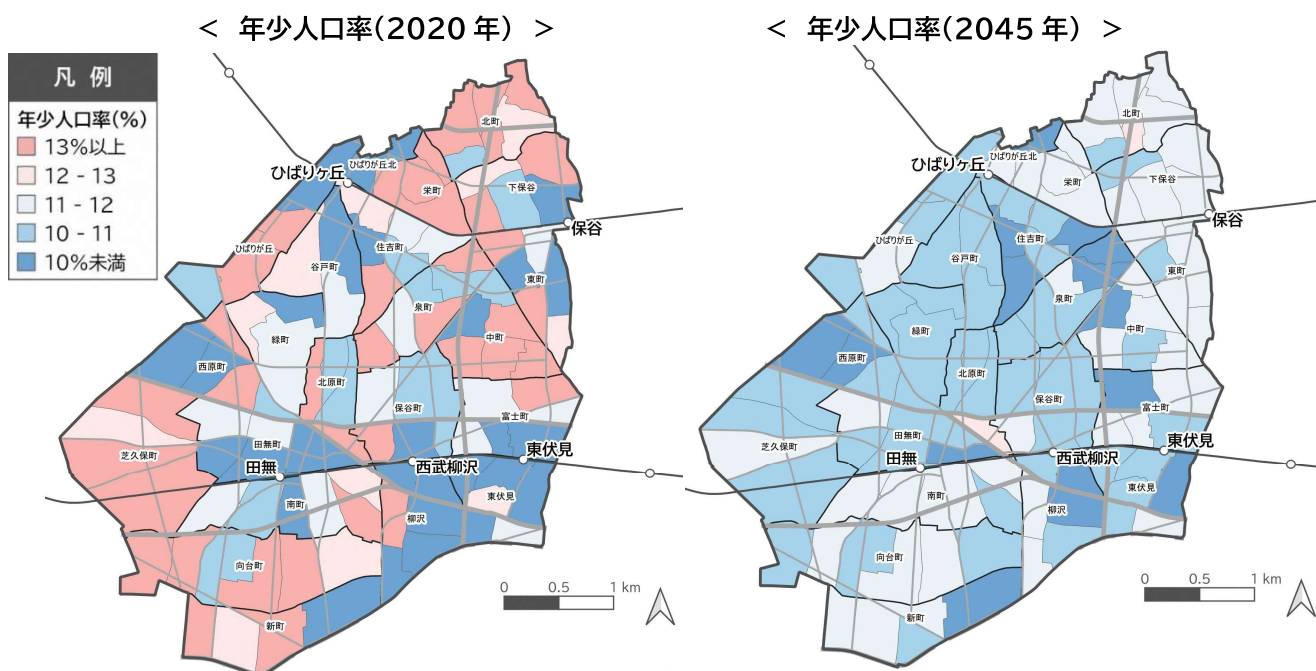 < 年少人口率(2020 年) >
< 年少人口率(2045 年) >
凡 例
年少人口率(%)
13%以上
12 - 13
11 - 12
10 - 11
10%未満
北町
ひばりが丘北
ひばりヶ丘
栄町
下保谷
保谷
ひばりが丘
住吉町
谷戸町
東町
泉町
緑町
中町
西原町
北原町
保谷町
富士町
田無町
芝久保町
東伏見
田無
西武柳沢
東伏見
南町
柳沢
向台町
新町
0 0.5 1 km
北町
ひばりが丘北
ひばりヶ丘
栄町
下保谷
保谷
ひばりが丘
住吉町
谷戸町
東町
泉町
緑町
中町
西原町
北原町
保谷町
富士町
田無町
芝久保町
東伏見
田無
西武柳沢
東伏見
南町
柳沢
向台町
新町
0 0.5 1 km